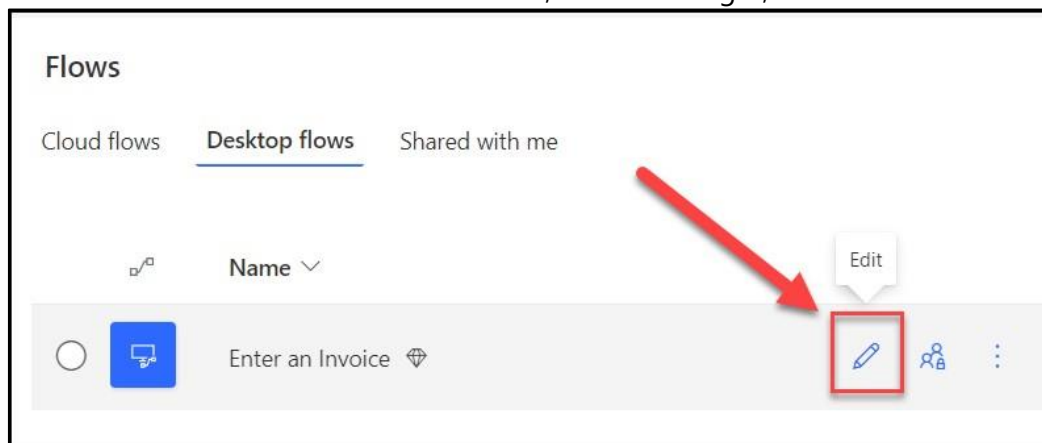 Flows
Cloud flows Desktop flows Shared with me
Name
Edit
Enter an Invoice